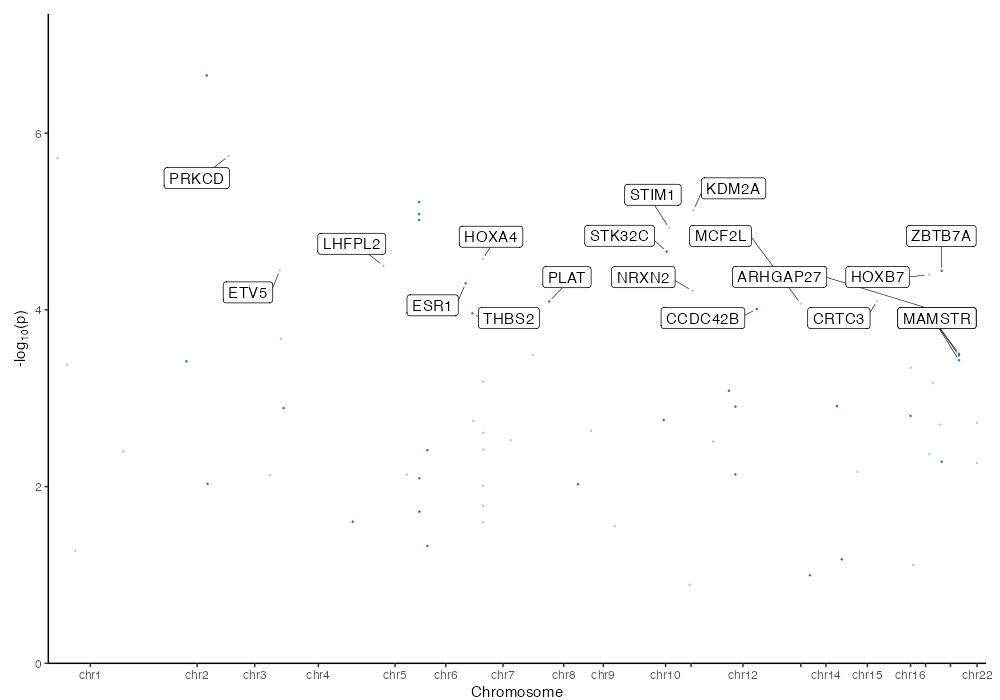 6
PRKCD
KDM2A
STIM1
LHFPL2
HOXA4
STK32C
MCF2L
ZBTB7A
ETV5
PLAT
NRXN2
ARHGAP27
HOXB7
ESR1
4
THBS2
CCDC42B
CRTC3
MAMSTR
-log10(p)
2
0
chr1 chr2 chr3 chr4 chr5 chr6 chr7 chr8 chr9 chr10 chr12 chr14 chr15 chr16 chr22
Chromosome